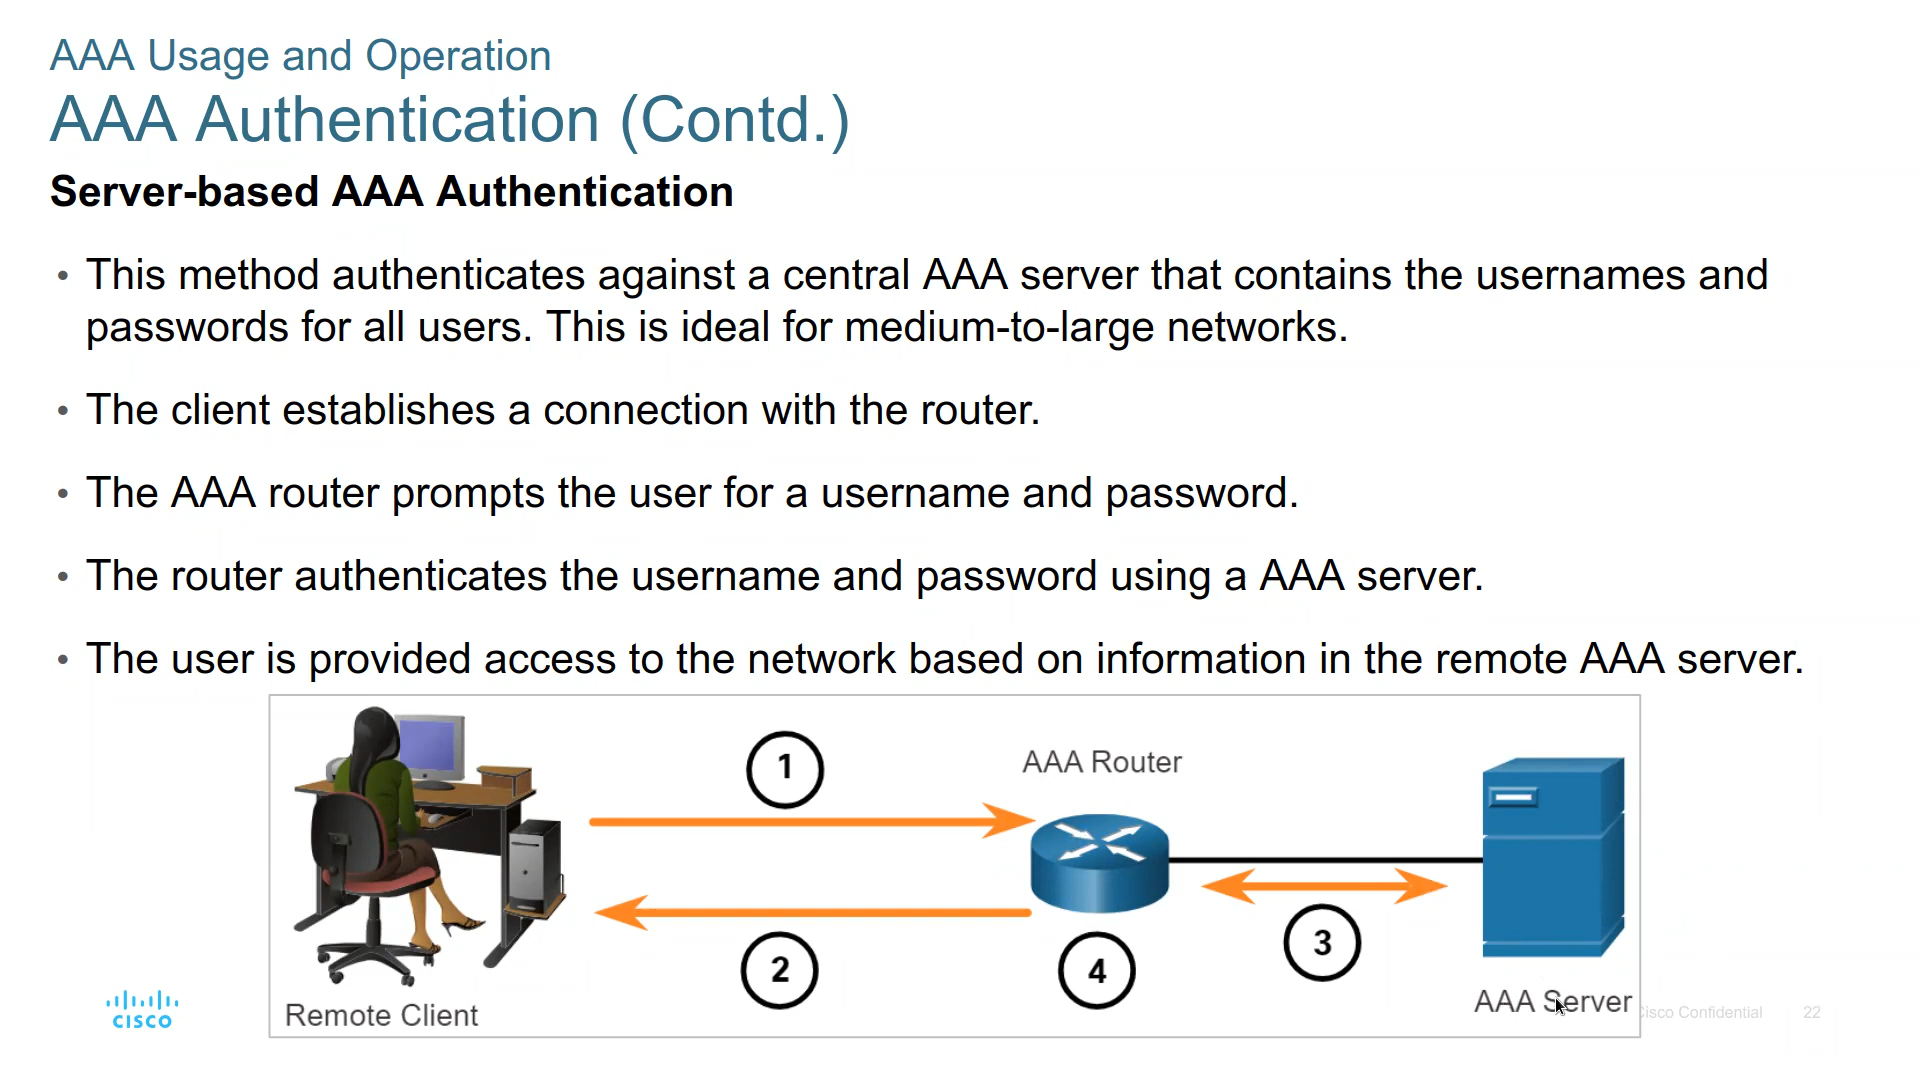 AAA Usage and Operation
AAA Authentication (Contd.)
Server-based AAA Authentication
• This method authenticates against a central AAA server that contains the usernames and
passwords for all users. This is ideal for medium-to-large networks.
• The client establishes a connection with the router.
• The AAA router prompts the user for a username and password.
• The router authenticates the username and password using a AAA server.
• The user is provided access to the network based on information in the remote AAA server.
1
AAA Router
2
4
3
Remote Client
AAA Server
CISCO
Cisco Confidential
22